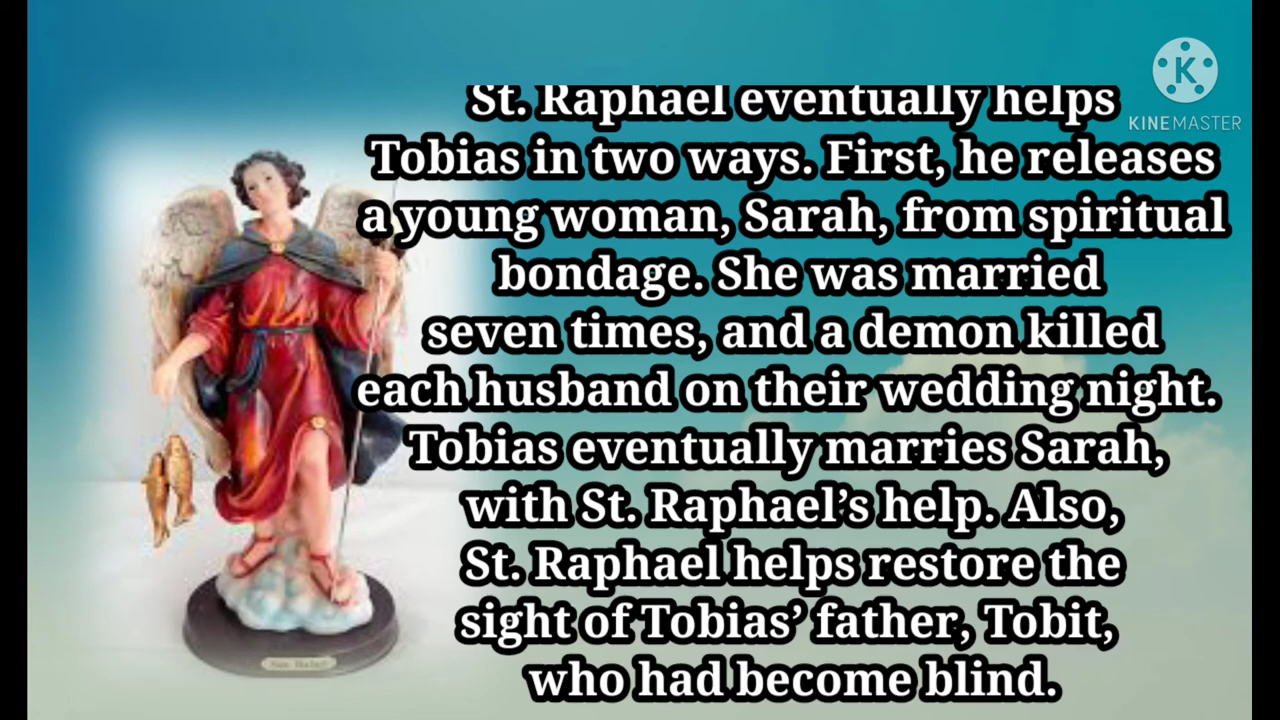 St. Raphael eventually helps
Tobias in two ways. First, he releases
a young woman, Sarah, from spiritual
bondage. She was married
seven times, and a demon killed
each husband on their wedding night.
Tobias eventually marries Sarah,
with St. Raphael’s help. Also,
St. Raphael helps restore the
sight of Tobias’ father, Tobit,
who had become blind.
K
KINEMASTER